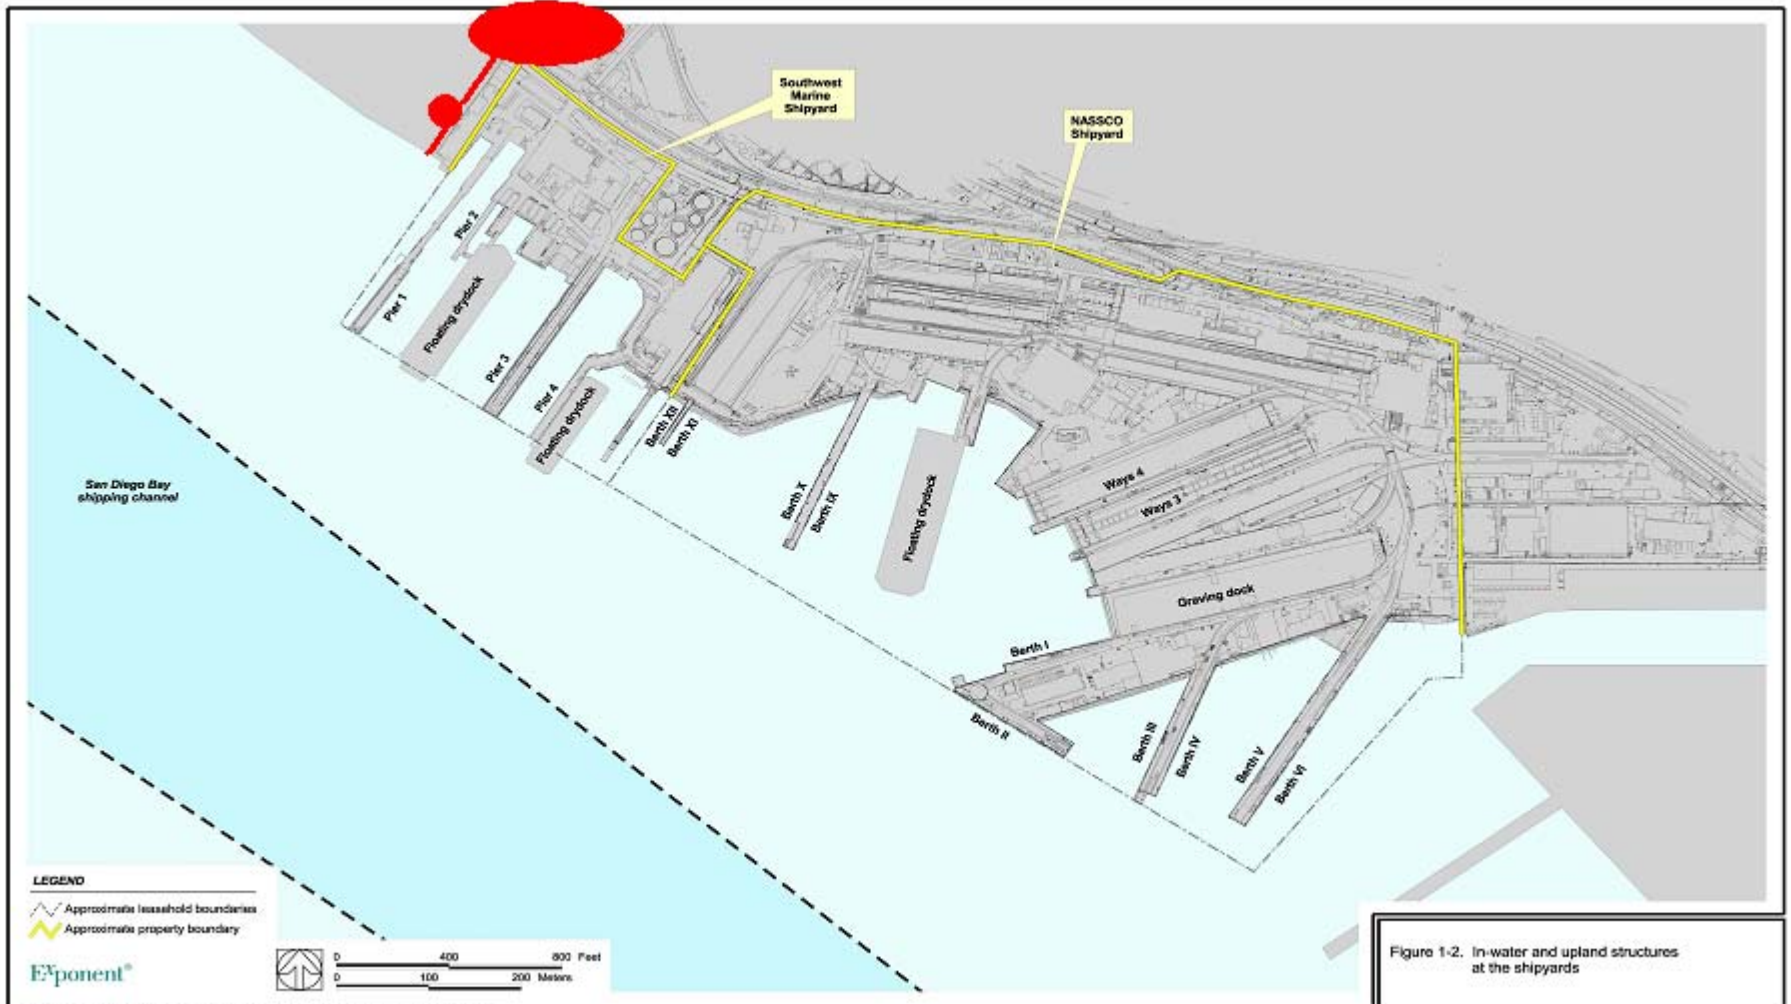 Southwest
Marine
Shipyard
NASSCO
Shipyard
Pier 1
Pier 2
Floating drydock
Pier 3
Pier 4
Floating drydock
Berth XII
Berth XI
Berth X
Berth IX
Floating drydock
Ways 4
Ways 3
Graving dock
Berth I
Berth II
Berth III
Berth IV
Berth V
Berth VI
San Diego Bay
shipping channel
LEGEND
Approximate leasehold boundaries
Approximate property boundary
Exponent®
0 400 800 Feet
0 100 200 Meters
Figure 1-2. In-water and upland structures
at the shipyards